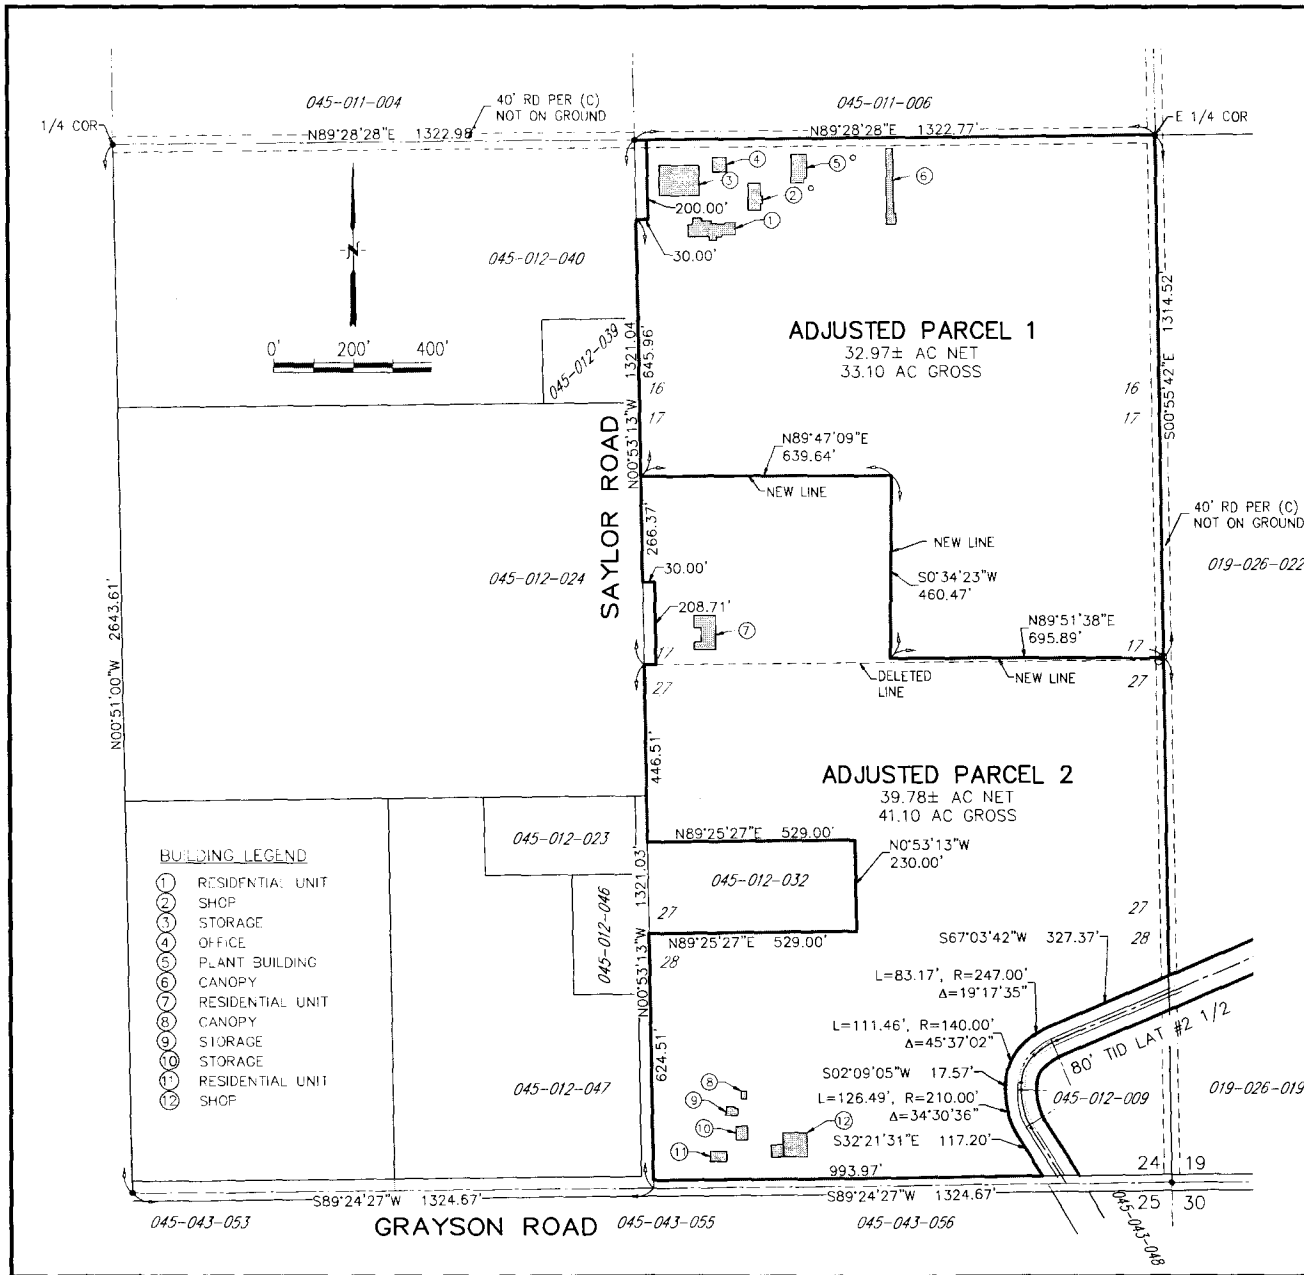 045-011-004
40' RD PER (C)
NOT ON GROUND
045-011-006
1/4 COR
N89°28'28"E 1322.98'
N89°28'28"E 1322.77'
E 1/4 COR
4
5
3
2
6
200.00'
1
N
30.00'
045-012-040
0' 200' 400'
045-012-039
1321.04
645.96'
N00°53'13"W
16
17
ADJUSTED PARCEL 1
32.97± AC NET
33.10 AC GROSS
16
17
S00°55'42"E 1314.52'
SAYLOR ROAD
N89°47'09"E
639.64'
NEW LINE
266.37'
NEW LINE
40' RD PER (C)
NOT ON GROUND
045-012-024
30.00'
S0°34'23"W
460.47'
019-026-022
208.71'
7
N89°51'38"E
695.89'
N00°51'00"W 2643.61'
17
27
DELETED
LINE
NEW LINE
17
27
446.51'
ADJUSTED PARCEL 2
39.78± AC NET
41.10 AC GROSS
045-012-023
N89°25'27"E 529.00'
N0°53'13"W
230.00'
045-012-032
N00°53'13"W 1321.03'
045-012-046
27
28
N89°25'27"E 529.00'
27
28
BUILDING LEGEND
1 RESIDENTIAL UNIT
2 SHOP
3 STORAGE
4 OFFICE
5 PLANT BUILDING
6 CANOPY
7 RESIDENTIAL UNIT
8 CANOPY
9 STORAGE
10 STORAGE
11 RESIDENTIAL UNIT
12 SHOP
S67°03'42"W 327.37'
L=83.17', R=247.00'
Δ=19°17'35"
L=111.46', R=140.00'
Δ=45°37'02"
80' TID LAT #2 1/2
624.51'
S02°09'05"W 17.57'
045-012-047
8
L=126.49', R=210.00'
Δ=34°30'36"
045-012-009
019-026-019
9
10
12
S32°21'31"E 117.20'
11
993.97'
24 19
S89°24'27"W 1324.67'
S89°24'27"W 1324.67'
25 30
045-043-053
GRAYSON ROAD
045-043-055
045-043-056
045-043-048